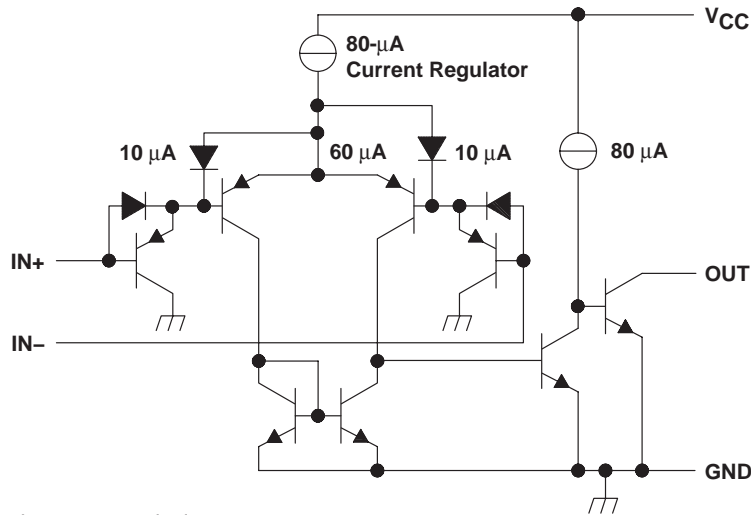 VCC
80-µA
Current Regulator
10 µA
60 µA
10 µA
80 µA
IN+
OUT
IN−
GND